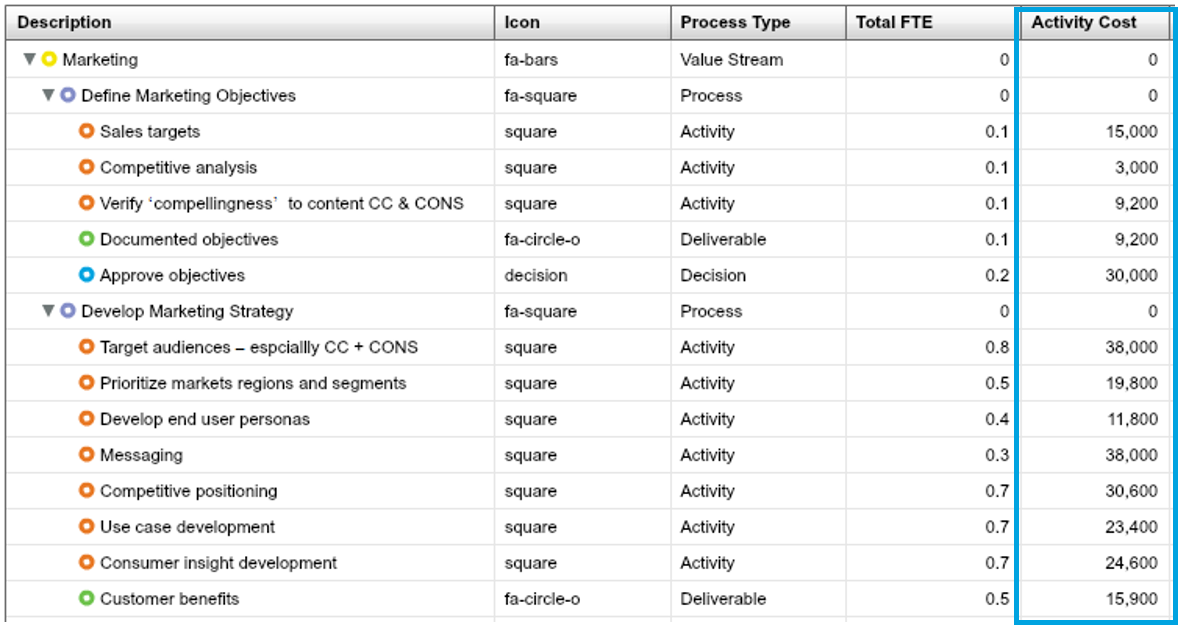 Description Icon Process Type Total FTE Activity Cost
Marketing fa-bars Value Stream 0 0
Define Marketing Objectives fa-square Process 0 0
Sales targets square Activity 0.1 15,000
Competitive analysis square Activity 0.1 3,000
Verify ‘compellingness’ to content CC & CONS square Activity 0.1 9,200
Documented objectives fa-circle-o Deliverable 0.1 9,200
Approve objectives decision Decision 0.2 30,000
Develop Marketing Strategy fa-square Process 0 0
Target audiences – espciallly CC + CONS square Activity 0.8 38,000
Prioritize markets regions and segments square Activity 0.5 19,800
Develop end user personas square Activity 0.4 11,800
Messaging square Activity 0.3 38,000
Competitive positioning square Activity 0.7 30,600
Use case development square Activity 0.7 23,400
Consumer insight development square Activity 0.7 24,600
Customer benefits fa-circle-o Deliverable 0.5 15,900